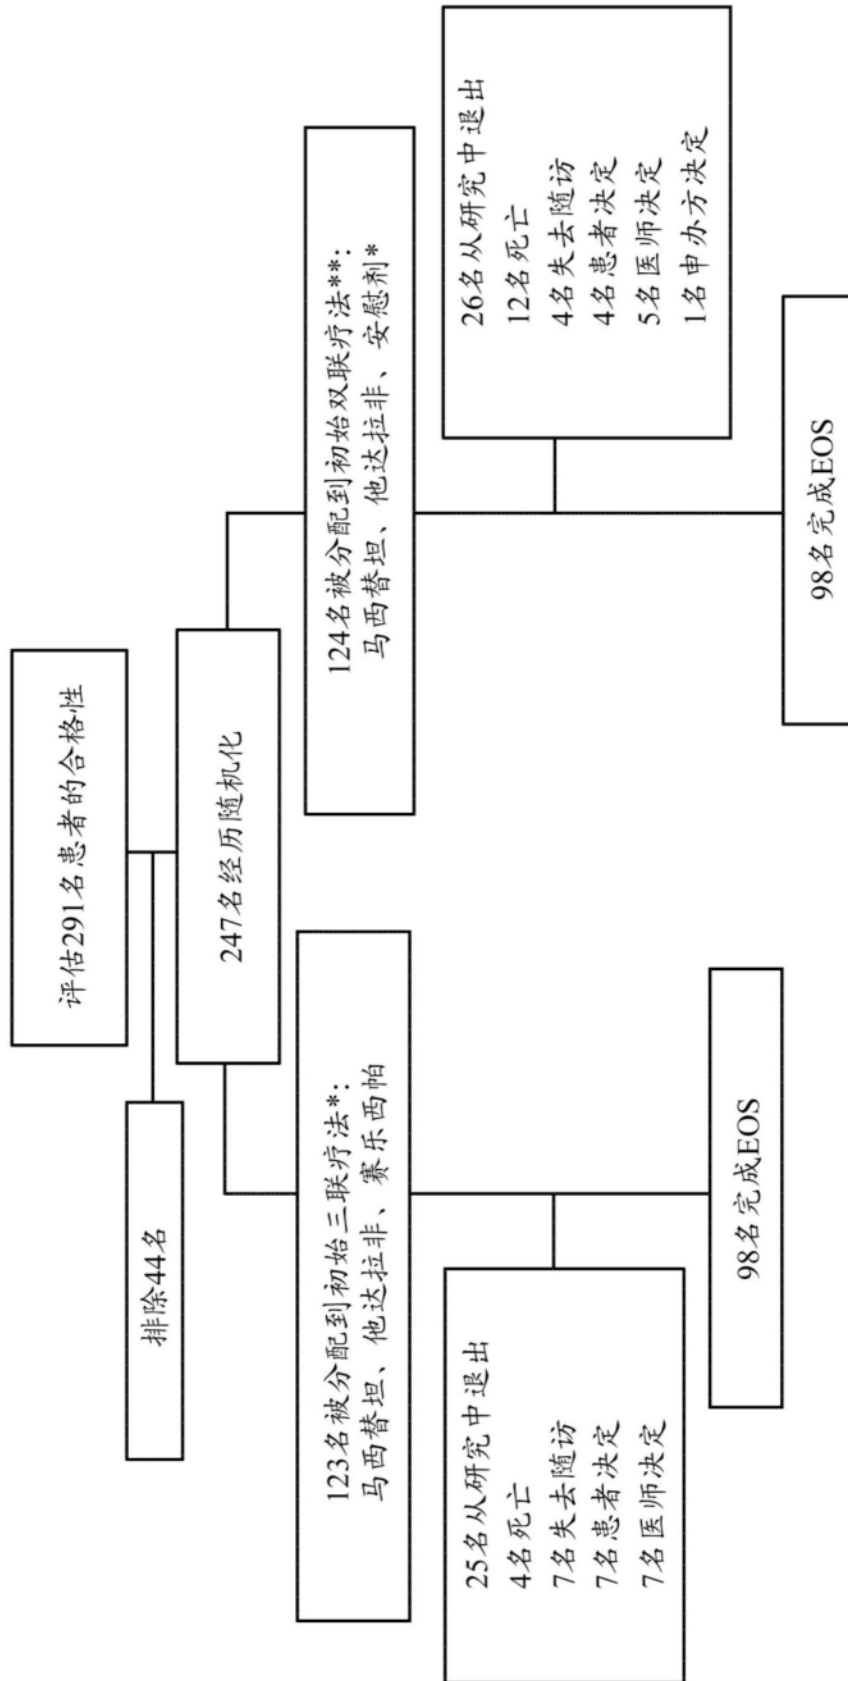 评估291名患者的合格性
排除44名
247名经历随机化
123名被分配到初始三联疗法*：
马西替坦、他达拉非、赛乐西帕
124名被分配到初始双联疗法**：
马西替坦、他达拉非、安慰剂*
25名从研究中退出
4名死亡
7名失去随访
7名患者决定
7名医师决定
26名从研究中退出
12名死亡
4名失去随访
4名患者决定
5名医师决定
1名申办方决定
98名完成EOS
98名完成EOS